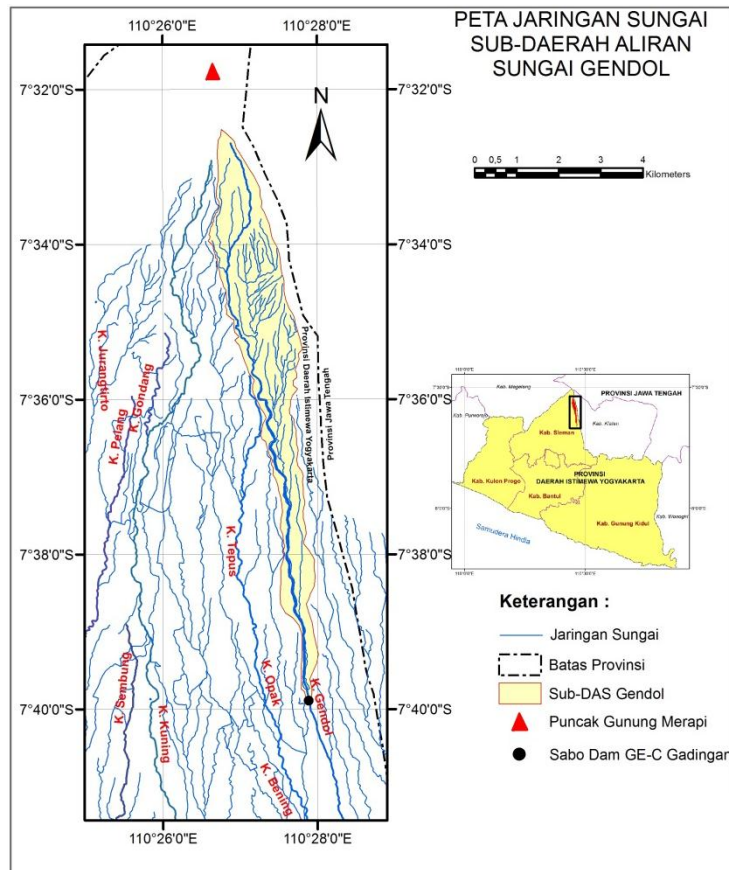 PETA JARINGAN SUNGAI
SUB-DAERAH ALIRAN
SUNGAI GENDOL
110°26'0"E
110°28'0"E
7°32'0"S
7°32'0"S
N
0 0,5 1 2 3 4
Kilometers
7°34'0"S
7°34'0"S
K. Jurangtinto
K. Pelang
K. Gondang
Provinsi Daerah Istimewa Yogyakarta
Provinsi Jawa Tengah
7°36'0"S
7°36'0"S
Kab. Magelang
PROVINSI JAWA TENGAH
Kab. Purworejo
Kab. Klaten
Kab. Sleman
Kab. Kulon Progo
PROVINSI
DAERAH ISTIMEWA YOGYAKARTA
Kab. Bantul
Kab. Wonogiri
Kab. Gunung Kidul
Samudera Hindia
7°38'0"S
7°38'0"S
K. Tepus
K. Sembung
K. Kuning
K. Opak
K. Gendol
K. Bening
7°40'0"S
7°40'0"S
110°26'0"E
110°28'0"E
Keterangan :
Jaringan Sungai
Batas Provinsi
Sub-DAS Gendol
Puncak Gunung Merapi
Sabo Dam GE-C Gadingan